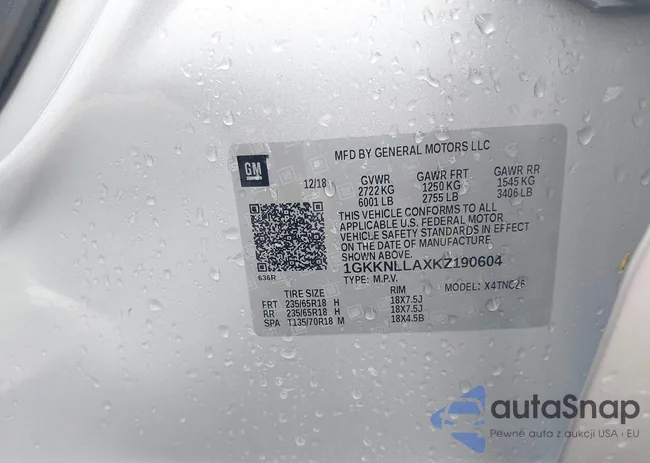 MFD BY GENERAL MOTORS LLC
GM
12/18 GVWR GAWR FRT GAWR RR
2722 KG 1250 KG 1545 KG
6001 LB 2755 LB 3406 LB
THIS VEHICLE CONFORMS TO ALL
APPLICABLE U.S. FEDERAL MOTOR
VEHICLE SAFETY STANDARDS IN EFFECT
ON THE DATE OF MANUFACTURE
SHOWN ABOVE.
1GKKNLLAXKZ190604
636R TYPE: M.P.V. MODEL: X4TNC26
TIRE SIZE RIM
FRT 235/65R18 H 18X7.5J
RR 235/65R18 H 18X7.5J
SPA T135/70R18 M 18X4.5B
autaSnap
Pewne auta z aukcji USA i EU